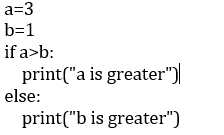 a=3
b=1
if a>b:
    print("a is greater")
else:
    print("b is greater")